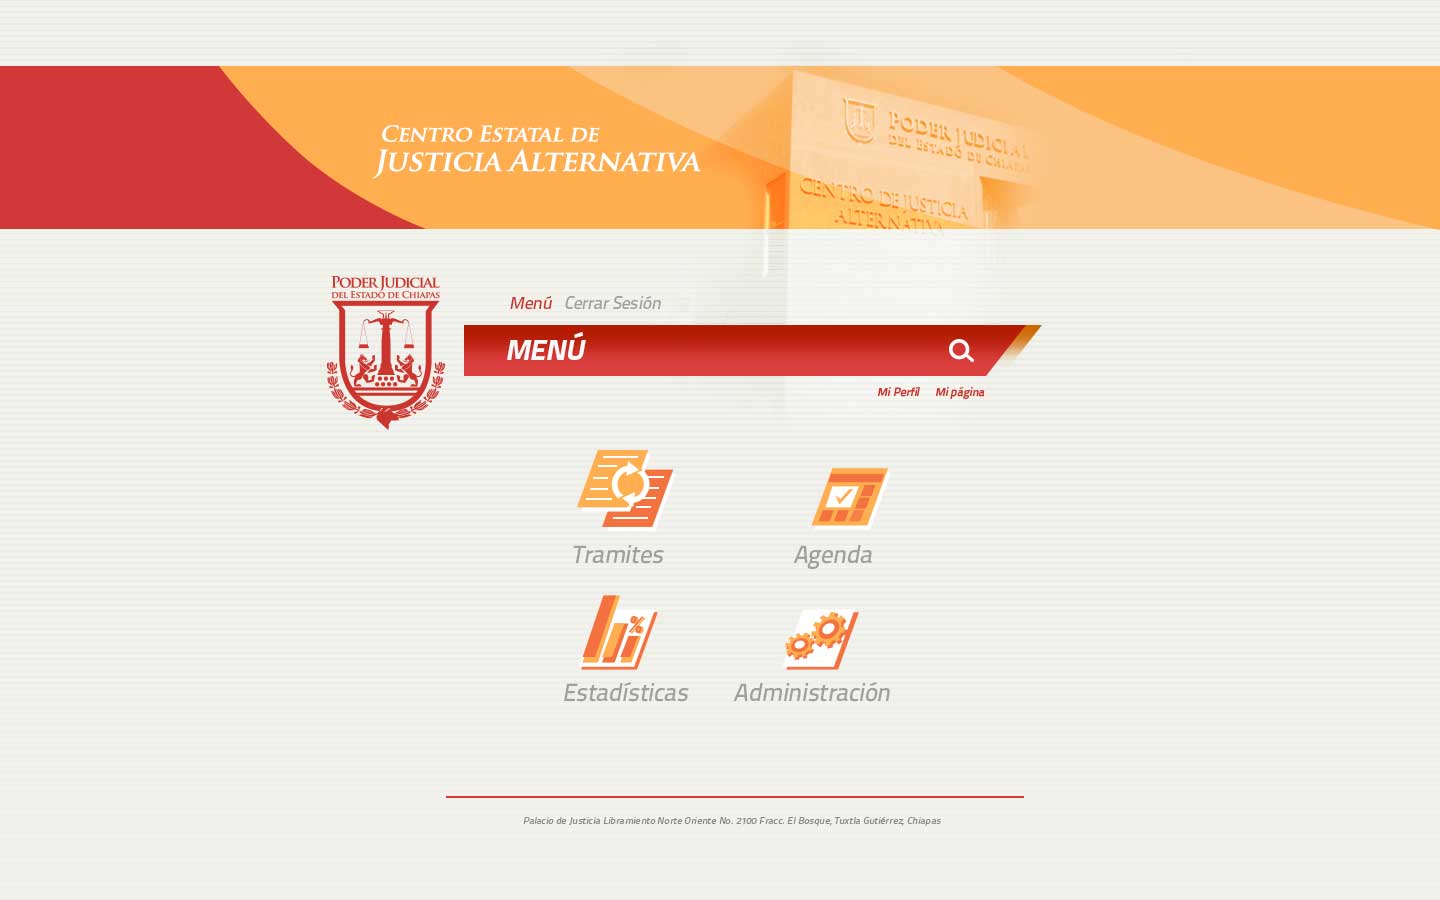 CENTRO ESTATAL DE
JUSTICIA ALTERNATIVA
PODER JUDICIAL
DEL ESTADO DE CHIAPAS
CENTRO DE JUSTICIA
ALTERNATIVA
PODER JUDICIAL
DEL ESTADO DE CHIAPAS
Menú Cerrar Sesión
MENÚ
Mi Perfil Mi página
Tramites Agenda
%
Estadísticas Administración
Palacio de Justicia Libramiento Norte Oriente No. 2100 Fracc. El Bosque, Tuxtla Gutiérrez, Chiapas